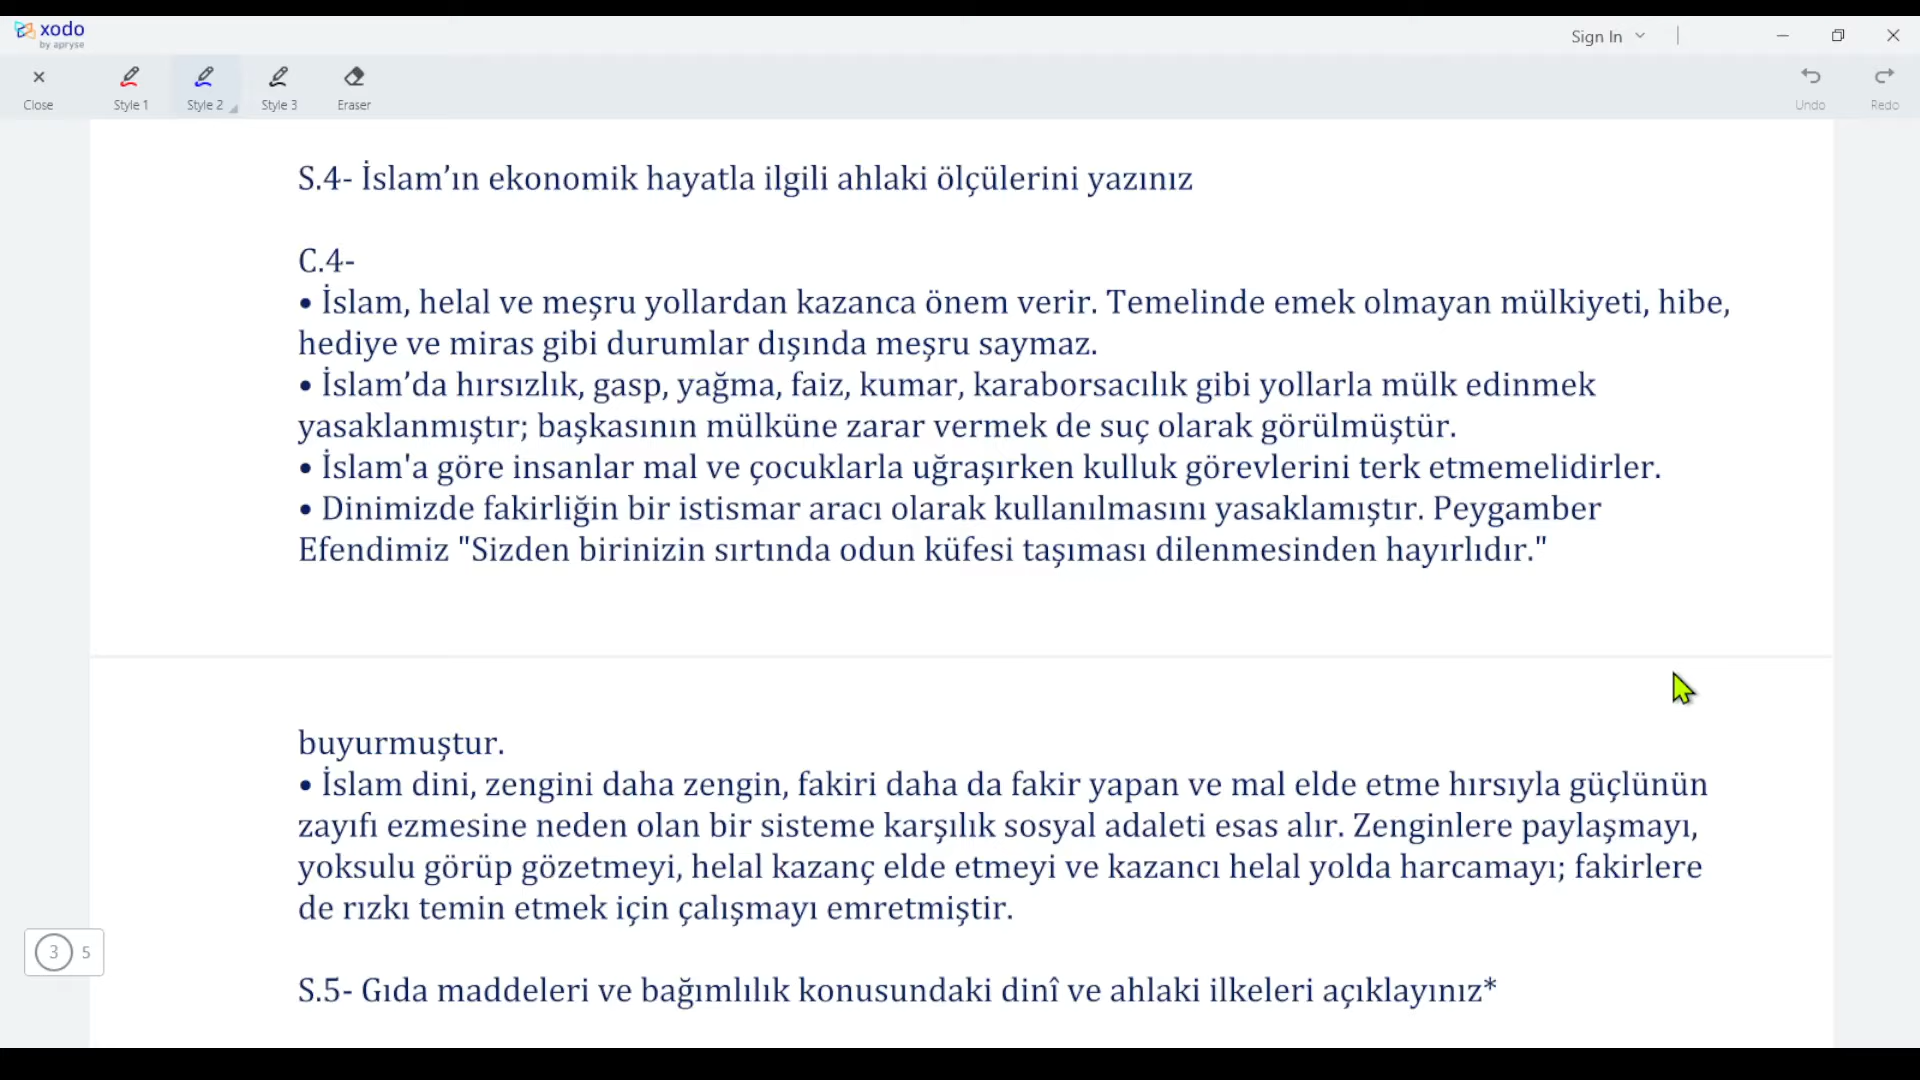 xodo
by apryse
Sign In
Close
Style 1
Style 2
Style 3
Eraser
Undo
Redo
S.4- İslam’ın ekonomik hayatla ilgili ahlaki ölçülerini yazınız
C.4-
• İslam, helal ve meşru yollardan kazanca önem verir. Temelinde emek olmayan mülkiyeti, hibe,
hediye ve miras gibi durumlar dışında meşru saymaz.
• İslam’da hırsızlık, gasp, yağma, faiz, kumar, karaborsacılık gibi yollarla mülk edinmek
yasaklanmıştır; başkasının mülküne zarar vermek de suç olarak görülmüştür.
• İslam'a göre insanlar mal ve çocuklarla uğraşırken kulluk görevlerini terk etmemelidirler.
• Dinimizde fakirliğin bir istismar aracı olarak kullanılmasını yasaklamıştır. Peygamber
Efendimiz "Sizden birinizin sırtında odun küfesi taşıması dilenmesinden hayırlıdır."
buyurmuştur.
• İslam dini, zengini daha zengin, fakiri daha da fakir yapan ve mal elde etme hırsıyla güçlünün
zayıfı ezmesine neden olan bir sisteme karşılık sosyal adaleti esas alır. Zenginlere paylaşmayı,
yoksulu görüp gözetmeyi, helal kazanç elde etmeyi ve kazancı helal yolda harcamayı; fakirlere
de rızkı temin etmek için çalışmayı emretmiştir.
3 5
S.5- Gıda maddeleri ve bağımlılık konusundaki dinî ve ahlaki ilkeleri açıklayınız*